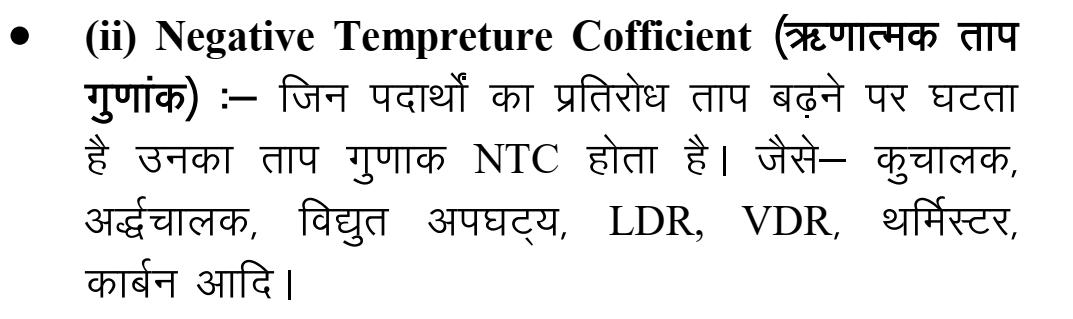 • (ii) Negative Tempreture Cofficient (ऋणात्मक ताप
गुणांक) :– जिन पदार्थों का प्रतिरोध ताप बढ़ने पर घटता
है उनका ताप गुणाक NTC होता है। जैसे– कुचालक,
अर्द्धचालक, विद्युत अपघट्य, LDR, VDR, थर्मिस्टर,
कार्बन आदि।